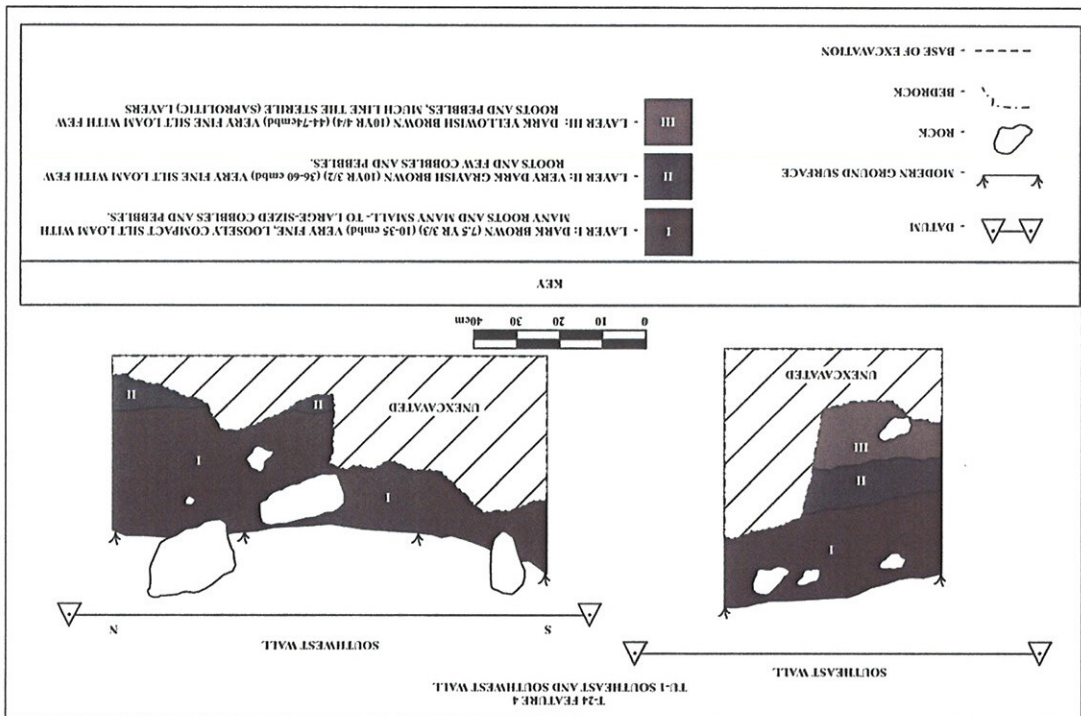 T-24 FEATURE 4
TU-1 SOUTHEAST AND SOUTHWEST WALL
SOUTHEAST WALL
I
II
III
UNEXCAVATED
SOUTHWEST WALL
S
N
I
I
II
II
UNEXCAVATED
0 10 20 30 40cm
KEY
- DATUM
- MODERN GROUND SURFACE
- ROCK
- BEDROCK
- BASE OF EXCAVATION
I
- LAYER I: DARK BROWN (7.5 YR 3/3) (10-35 cmbd) VERY FINE, LOOSELY COMPACT SILT LOAM WITH
MANY ROOTS AND MANY SMALL- TO LARGE-SIZED COBBLES AND PEBBLES.
II
- LAYER II: VERY DARK GRAYISH BROWN (10YR 3/2) (36-60 cmbd) VERY FINE SILT LOAM WITH FEW
ROOTS AND FEW COBBLES AND PEBBLES.
III
- LAYER III: DARK YELLOWISH BROWN (10YR 4/4) (44-74cmbd) VERY FINE SILT LOAM WITH FEW
ROOTS AND PEBBLES, MUCH LIKE THE STERILE (SAPROLITIC) LAYERS